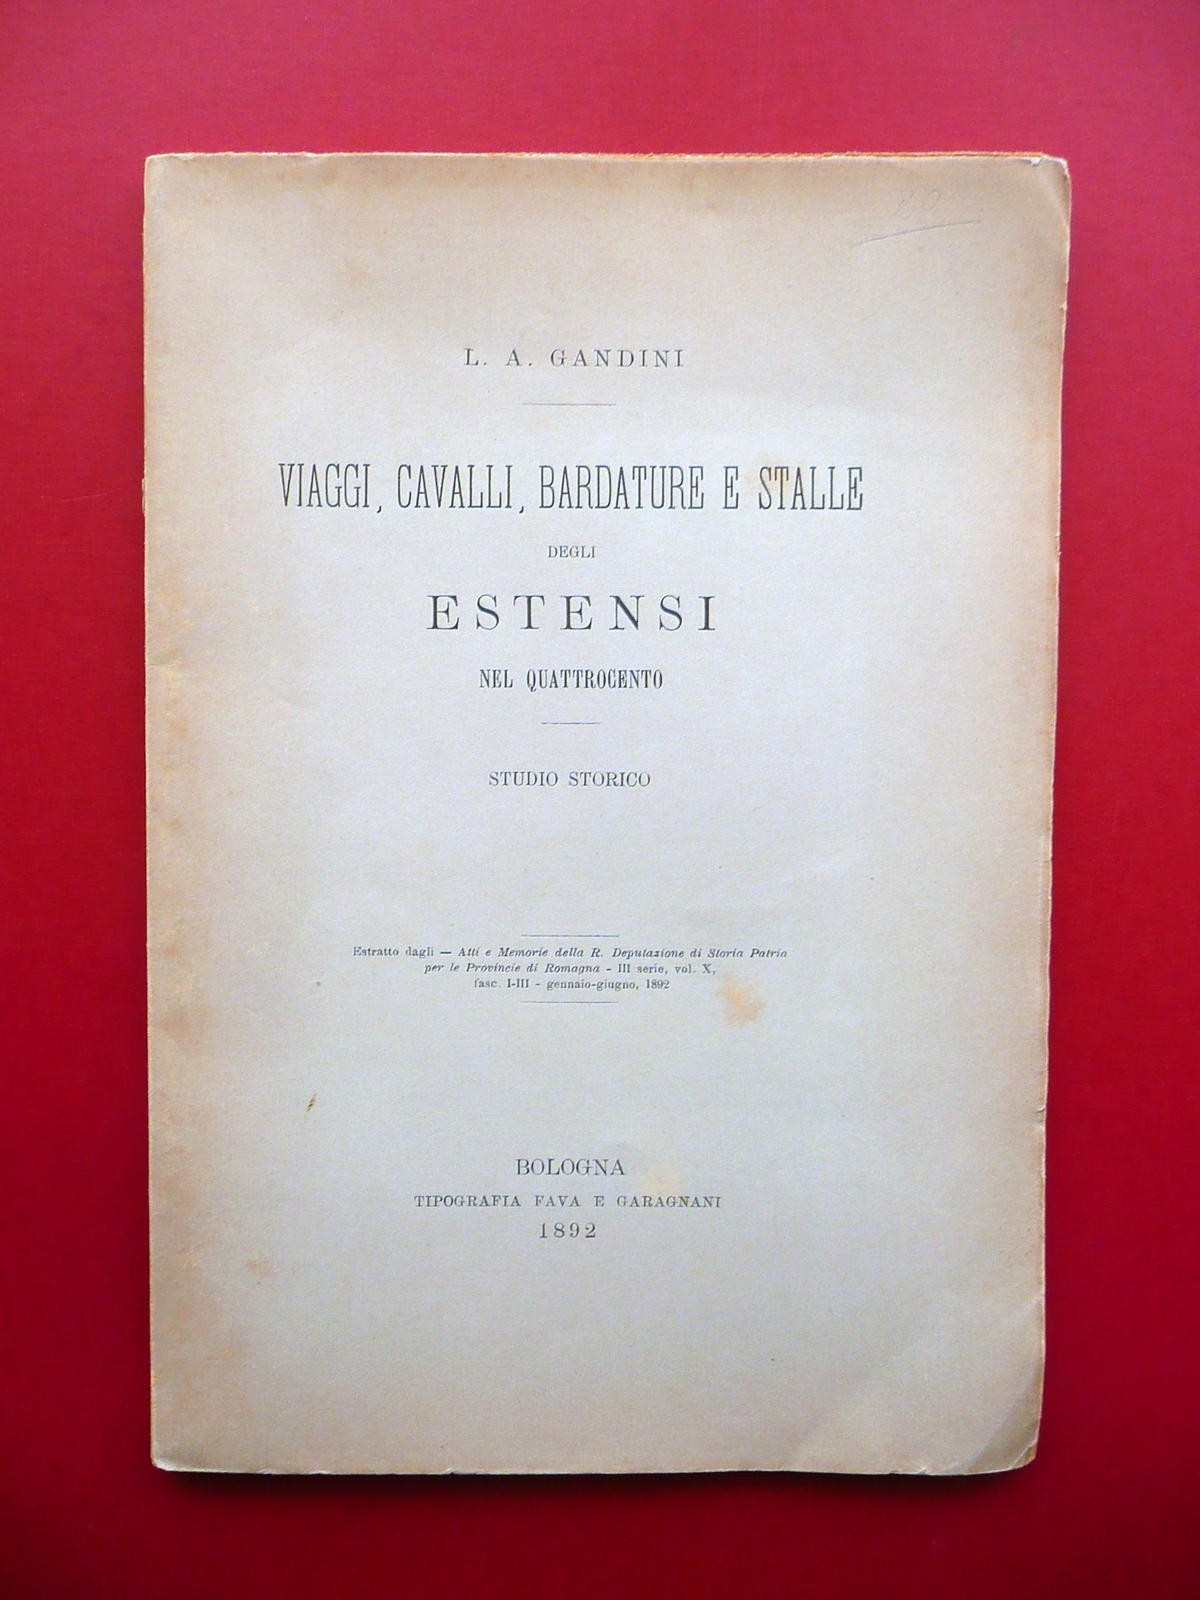 L. A. GANDINI
VIAGGI, CAVALLI, BARDATURE E STALLE
DEGLI
ESTENSI
NEL QUATTROCENTO
STUDIO STORICO
Estratto dagli — Atti e Memorie della R. Deputazione di Storia Patria
per le Provincie di Romagna - III serie, vol. X,
fasc. I-III - gennaio-giugno, 1892
BOLOGNA
TIPOGRAFIA FAVA E GARAGNANI
1892